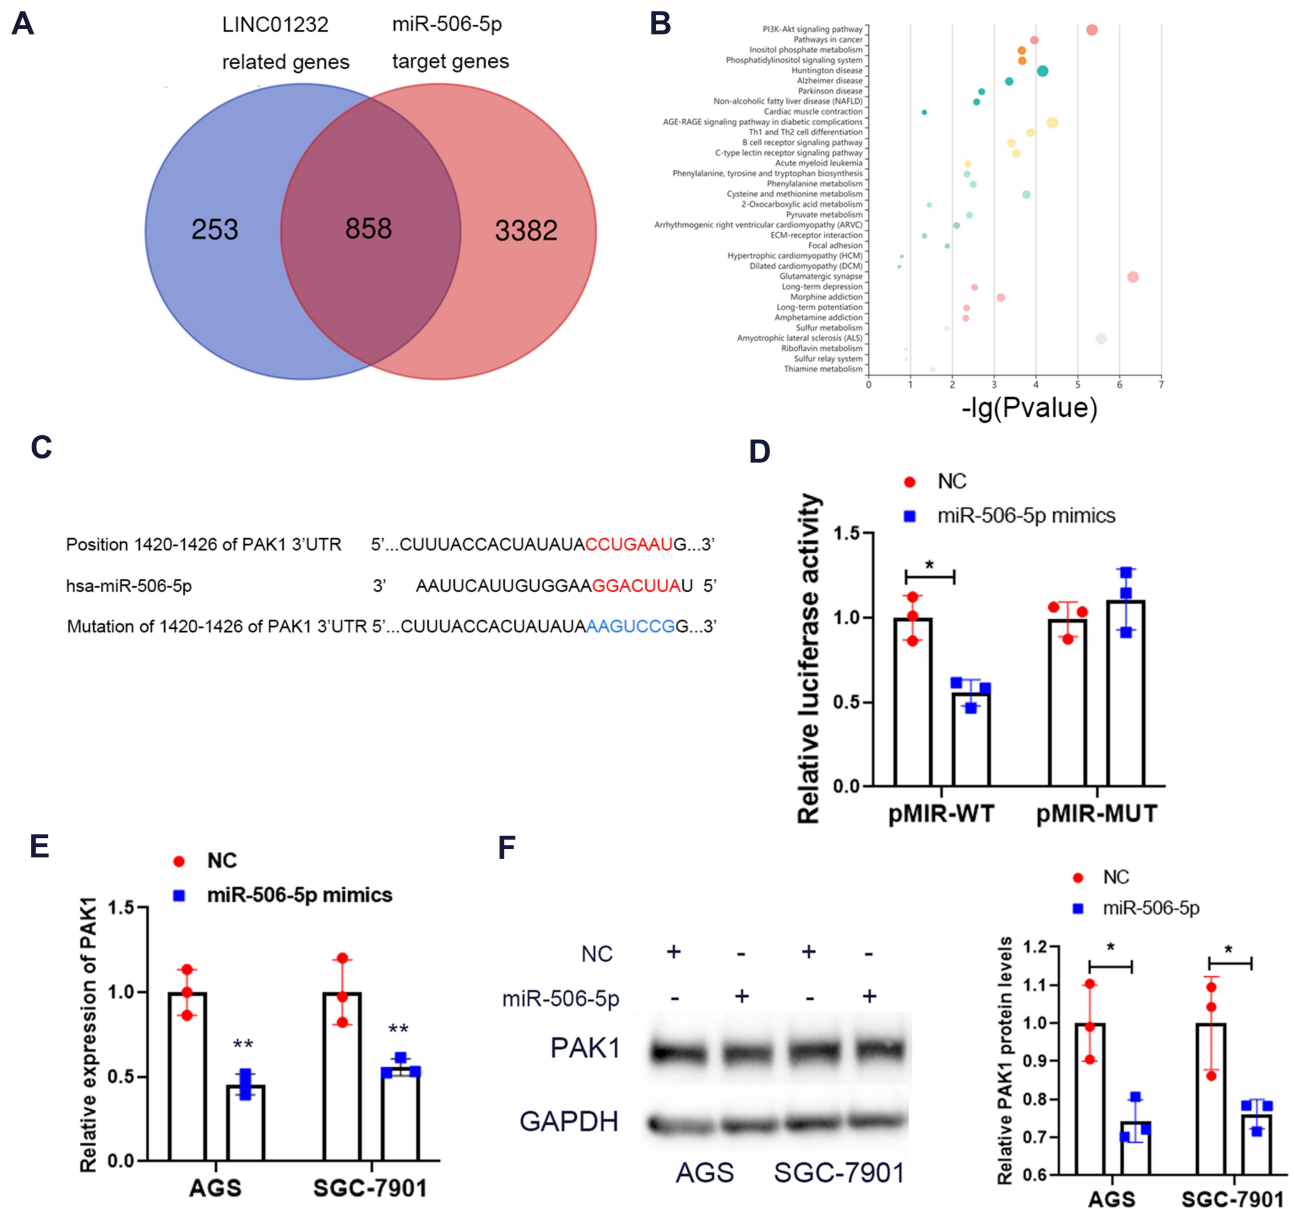 A
LINC01232
related genes
miR-506-5p
target genes
253
858
3382
B
PI3K-Akt signaling pathway
Pathways in cancer
Inositol phosphate metabolism
Phosphatidylinositol signaling system
Huntington disease
Alzheimer disease
Parkinson disease
Non-alcoholic fatty liver disease (NAFLD)
Cardiac muscle contraction
AGE-RAGE signaling pathway in diabetic complications
Th1 and Th2 cell differentiation
B cell receptor signaling pathway
C-type lectin receptor signaling pathway
Acute myeloid leukemia
Phenylalanine, tyrosine and tryptophan biosynthesis
Phenylalanine metabolism
Cysteine and methionine metabolism
2-Oxocarboxylic acid metabolism
Pyruvate metabolism
Arrhythmogenic right ventricular cardiomyopathy (ARVC)
ECM-receptor interaction
Focal adhesion
Hypertrophic cardiomyopathy (HCM)
Dilated cardiomyopathy (DCM)
Glutamatergic synapse
Long-term depression
Morphine addiction
Long-term potentiation
Amphetamine addiction
Sulfur metabolism
Amyotrophic lateral sclerosis (ALS)
Riboflavin metabolism
Sulfur relay system
Thiamine metabolism
0 1 2 3 4 5 6 7
-lg(Pvalue)
C
Position 1420-1426 of PAK1 3'UTR 5'...CUUUACCACUAUAUACCUGAAUG...3'
hsa-miR-506-5p 3' AAUUCAUUGUGGAAGGACUUAU 5'
Mutation of 1420-1426 of PAK1 3'UTR 5'...CUUUACCACUAUAUAAAGUCCGG...3'
D
NC
miR-506-5p mimics
Relative luciferase activity
1.5
1.0
0.5
0.0
*
pMIR-WT pMIR-MUT
E
NC
miR-506-5p mimics
Relative expression of PAK1
1.5
1.0
0.5
0.0
**
**
AGS SGC-7901
F
NC + - + -
miR-506-5p - + - +
PAK1
GAPDH
AGS SGC-7901
NC
miR-506-5p
Relative PAK1 protein levels
1.2
1.1
1.0
0.9
0.8
0.7
0.6
*
*
AGS SGC-7901